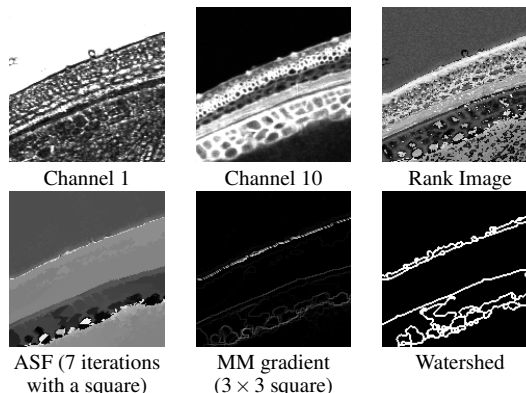 Channel 1
Channel 10
Rank Image
ASF (7 iterations
with a square)
MM gradient
(3 × 3 square)
Watershed